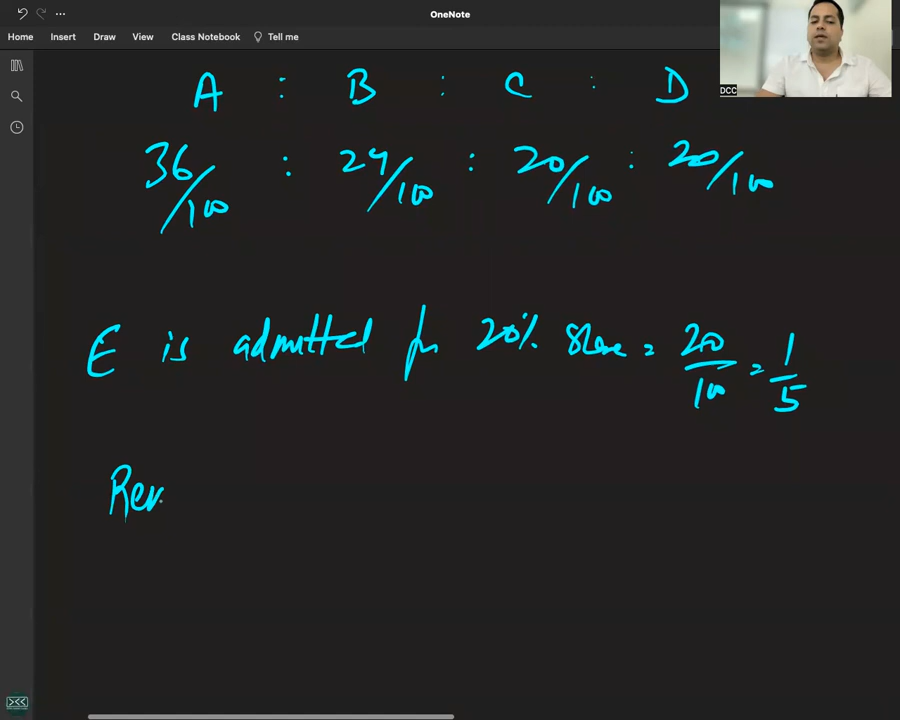 OneNote
Home Insert Draw View Class Notebook Tell me
DCC
A : B : C : D
36/100 : 24/100 : 20/100 : 20/100
E is admitted for 20% share = 20/100 = 1/5
Rev.